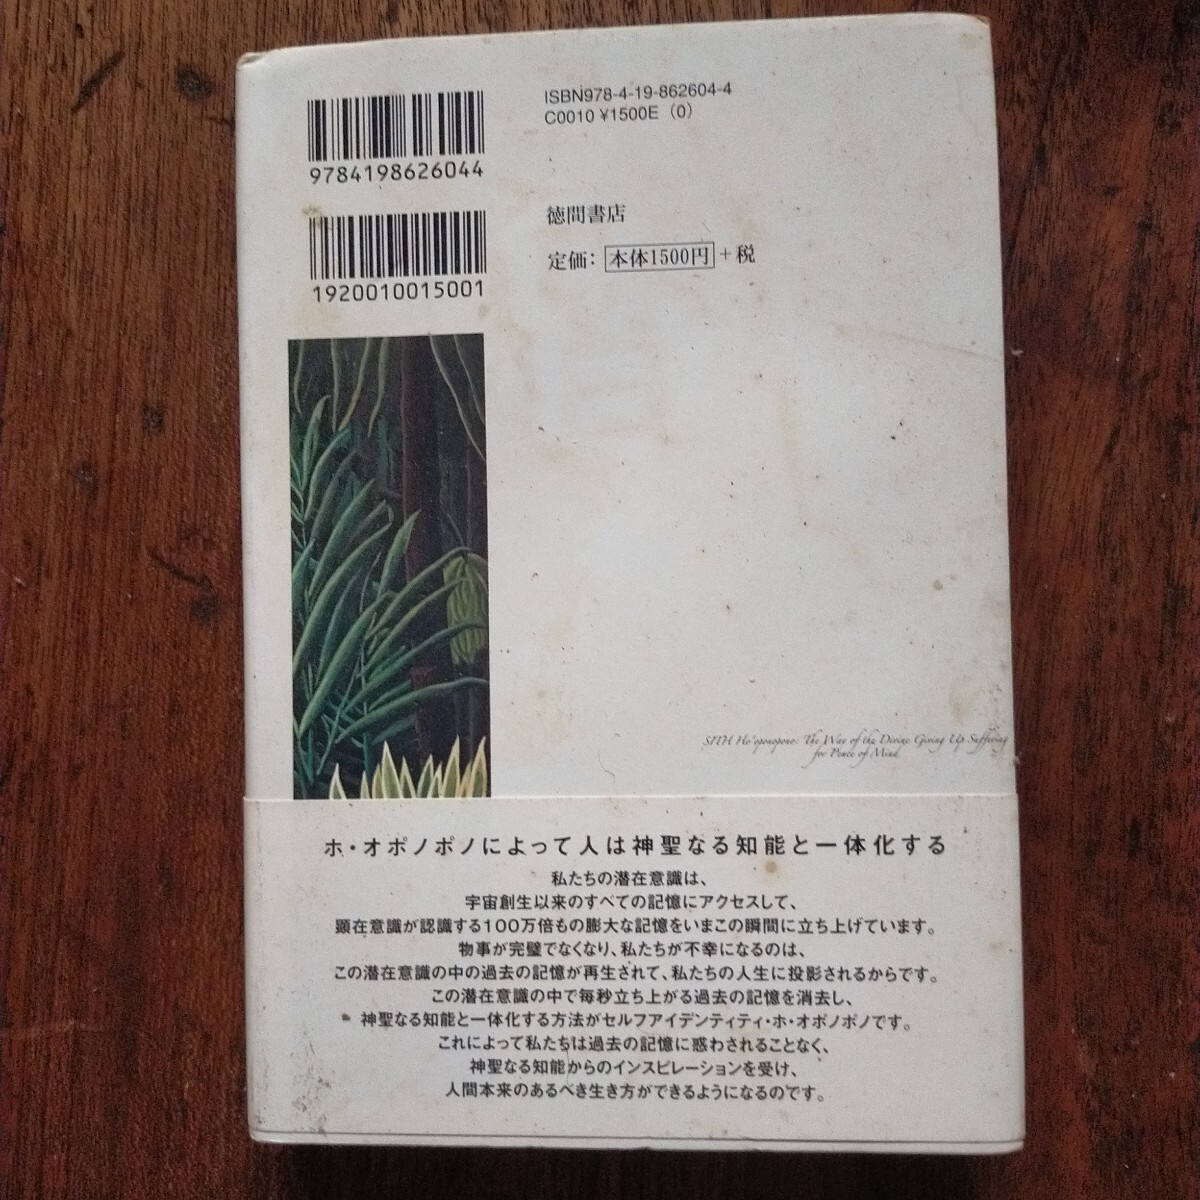 ISBN978-4-19-862604-4
C0010 ¥1500E (0)
9784198626044
徳間書店
定価：本体1500円＋税
1920010015001
SITH Ho'oponopono: The Way of the Divine Giving Up Suffering
for Peace of Mind
ホ・オポノポノによって人は神聖なる知能と一体化する
私たちの潜在意識は、
宇宙創生以来のすべての記憶にアクセスして、
顕在意識が認識する100万倍もの膨大な記憶をいまこの瞬間に立ち上げています。
物事が完璧でなくなり、私たちが不幸になるのは、
この潜在意識の中の過去の記憶が再生されて、私たちの人生に投影されるからです。
この潜在意識の中で毎秒立ち上がる過去の記憶を消去し、
神聖なる知能と一体化する方法がセルフアイデンティティ・ホ・オポノポノです。
これによって私たちは過去の記憶に惑わされることなく、
神聖なる知能からのインスピレーションを受け、
人間本来のあるべき生き方ができるようになるのです。